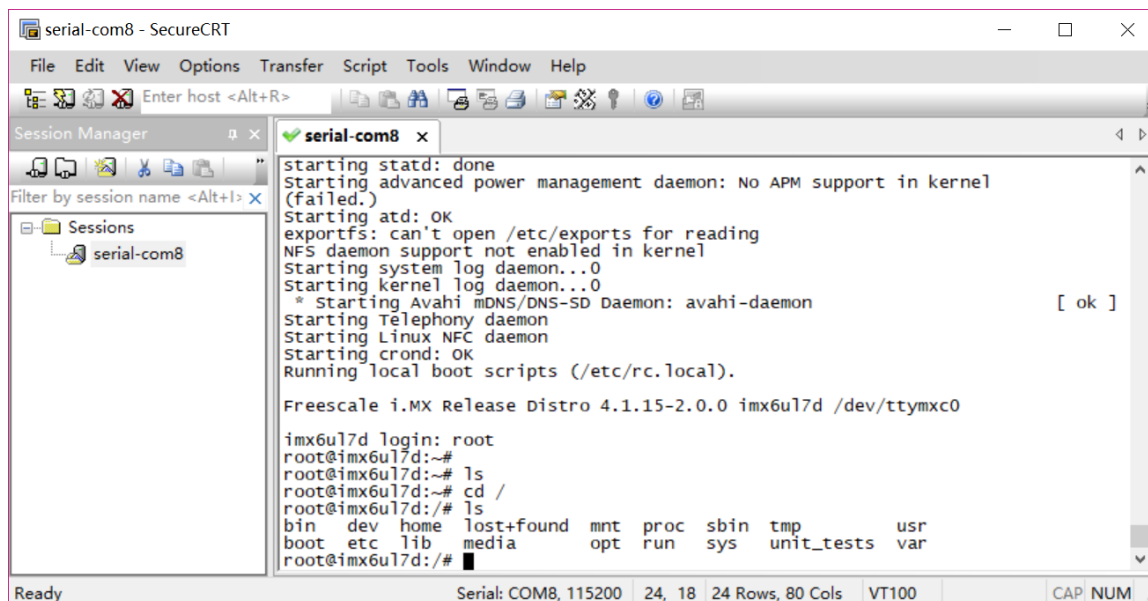 serial-com8 - SecureCRT
File Edit View Options Transfer Script Tools Window Help
Enter host <Alt+R>
Session Manager
serial-com8
Filter by session name <Alt+I>
Sessions
serial-com8
starting statd: done
Starting advanced power management daemon: No APM support in kernel
(failed.)
Starting atd: OK
exportfs: can't open /etc/exports for reading
NFS daemon support not enabled in kernel
Starting system log daemon...0
Starting kernel log daemon...0
* Starting Avahi mDNS/DNS-SD Daemon: avahi-daemon [ ok ]
Starting Telephony daemon
Starting Linux NFC daemon
Starting crond: OK
Running local boot scripts (/etc/rc.local).
Freescale i.MX Release Distro 4.1.15-2.0.0 imx6ul7d /dev/ttymxc0
imx6ul7d login: root
root@imx6ul7d:~#
root@imx6ul7d:~# ls
root@imx6ul7d:~# cd /
root@imx6ul7d:/# ls
bin dev home lost+found mnt proc sbin tmp usr
boot etc lib media opt run sys unit_tests var
root@imx6ul7d:/#
Ready Serial: COM8, 115200 24, 18 24 Rows, 80 Cols VT100 CAP NUM